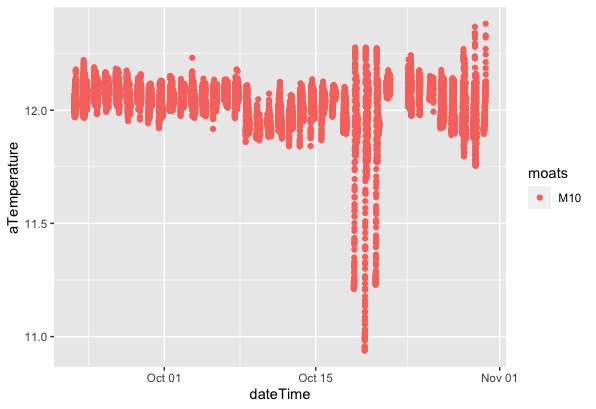 12.0
11.5
11.0
aTemperature
Oct 01
Oct 15
Nov 01
dateTime
moats
M10